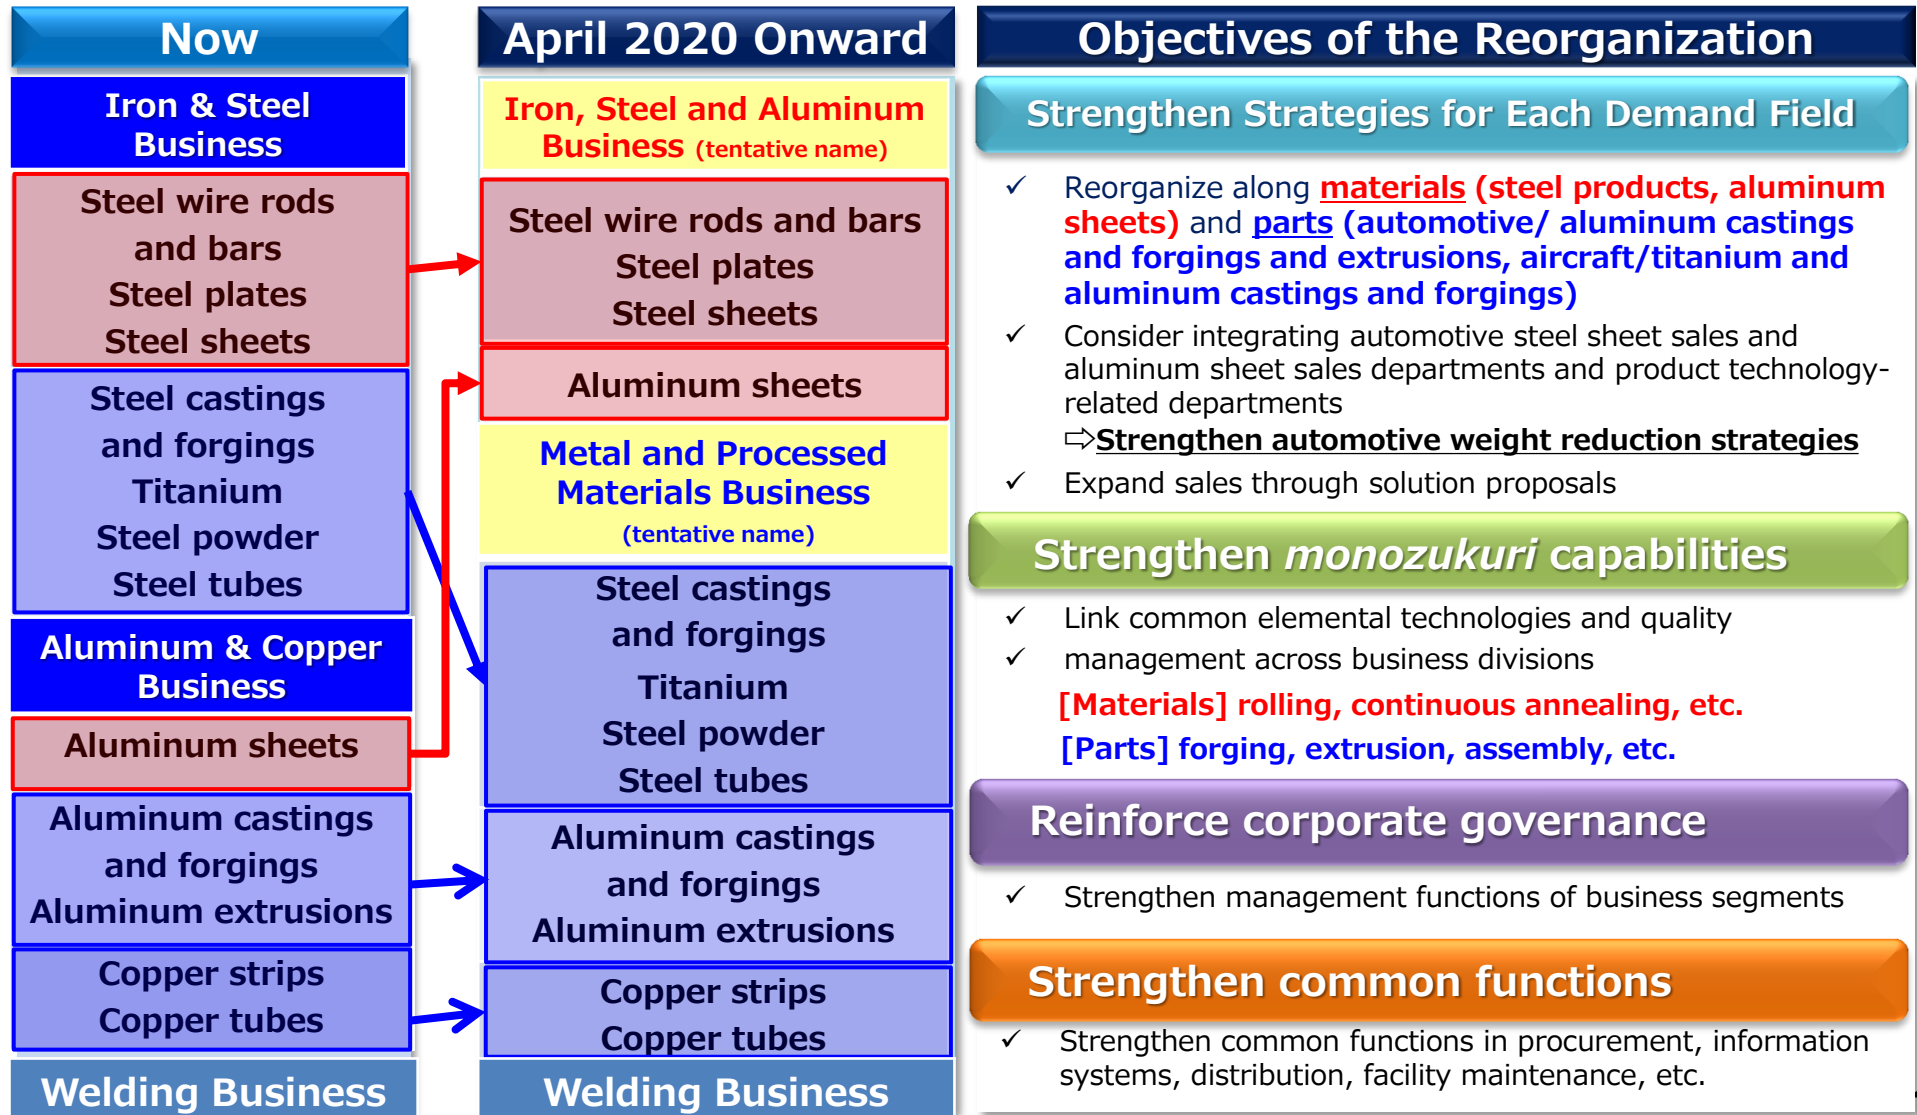 Now
Iron & Steel
Business
Steel wire rods
and bars
Steel plates
Steel sheets
Steel castings
and forgings
Titanium
Steel powder
Steel tubes
Aluminum & Copper
Business
Aluminum sheets
Aluminum castings
and forgings
Aluminum extrusions
Copper strips
Copper tubes
Welding Business
April 2020 Onward
Iron, Steel and Aluminum
Business (tentative name)
Steel wire rods and bars
Steel plates
Steel sheets
Aluminum sheets
Metal and Processed
Materials Business
(tentative name)
Steel castings
and forgings
Titanium
Steel powder
Steel tubes
Aluminum castings
and forgings
Aluminum extrusions
Copper strips
Copper tubes
Welding Business
Objectives of the Reorganization
Strengthen Strategies for Each Demand Field
✓ Reorganize along materials (steel products, aluminum
sheets) and parts (automotive/ aluminum castings
and forgings and extrusions, aircraft/titanium and
aluminum castings and forgings)
✓ Consider integrating automotive steel sheet sales and
aluminum sheet sales departments and product technology-
related departments
⇨Strengthen automotive weight reduction strategies
✓ Expand sales through solution proposals
Strengthen monozukuri capabilities
✓ Link common elemental technologies and quality
✓ management across business divisions
[Materials] rolling, continuous annealing, etc.
[Parts] forging, extrusion, assembly, etc.
Reinforce corporate governance
✓ Strengthen management functions of business segments
Strengthen common functions
✓ Strengthen common functions in procurement, information
systems, distribution, facility maintenance, etc.